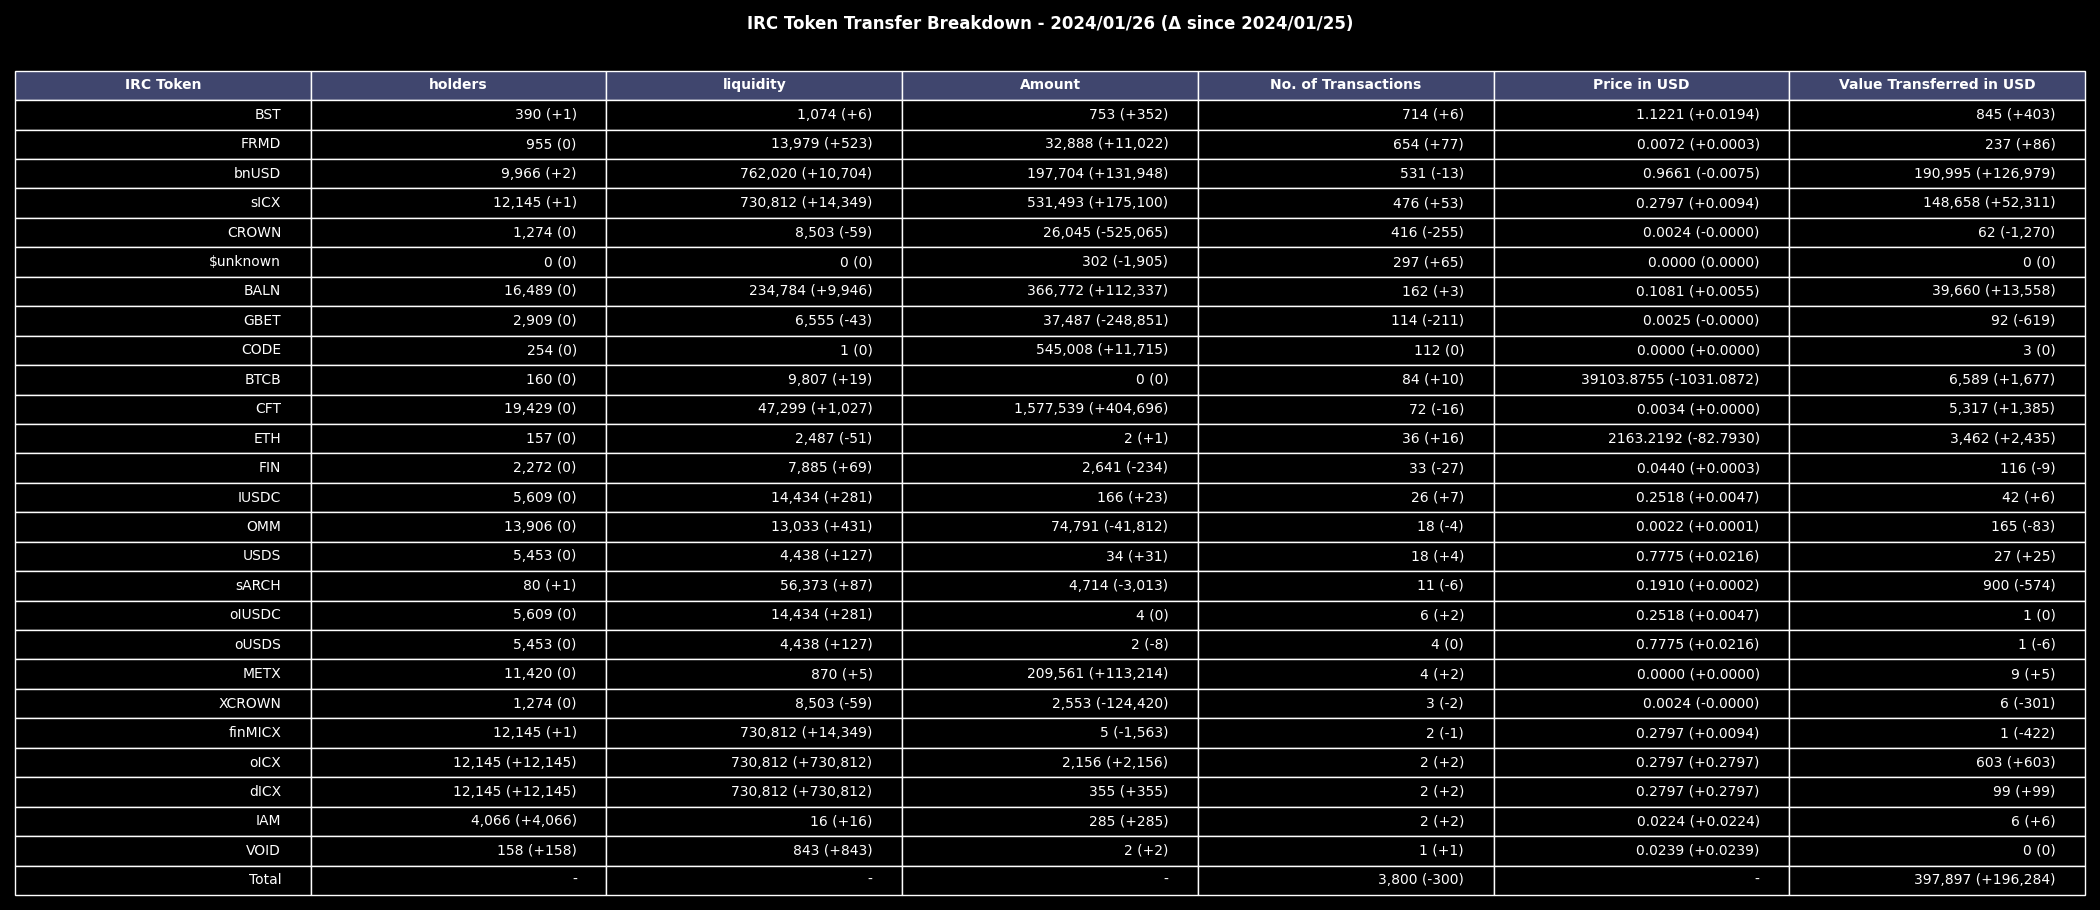 IRC Token Transfer Breakdown - 2024/01/26 (Δ since 2024/01/25)
IRC Token holders liquidity Amount No. of Transactions Price in USD Value Transferred in USD
BST 390 (+1) 1,074 (+6) 753 (+352) 714 (+6) 1.1221 (+0.0194) 845 (+403)
FRMD 955 (0) 13,979 (+523) 32,888 (+11,022) 654 (+77) 0.0072 (+0.0003) 237 (+86)
bnUSD 9,966 (+2) 762,020 (+10,704) 197,704 (+131,948) 531 (-13) 0.9661 (-0.0075) 190,995 (+126,979)
sICX 12,145 (+1) 730,812 (+14,349) 531,493 (+175,100) 476 (+53) 0.2797 (+0.0094) 148,658 (+52,311)
CROWN 1,274 (0) 8,503 (-59) 26,045 (-525,065) 416 (-255) 0.0024 (-0.0000) 62 (-1,270)
$unknown 0 (0) 0 (0) 302 (-1,905) 297 (+65) 0.0000 (0.0000) 0 (0)
BALN 16,489 (0) 234,784 (+9,946) 366,772 (+112,337) 162 (+3) 0.1081 (+0.0055) 39,660 (+13,558)
GBET 2,909 (0) 6,555 (-43) 37,487 (-248,851) 114 (-211) 0.0025 (-0.0000) 92 (-619)
CODE 254 (0) 1 (0) 545,008 (+11,715) 112 (0) 0.0000 (+0.0000) 3 (0)
BTCB 160 (0) 9,807 (+19) 0 (0) 84 (+10) 39103.8755 (-1031.0872) 6,589 (+1,677)
CFT 19,429 (0) 47,299 (+1,027) 1,577,539 (+404,696) 72 (-16) 0.0034 (+0.0000) 5,317 (+1,385)
ETH 157 (0) 2,487 (-51) 2 (+1) 36 (+16) 2163.2192 (-82.7930) 3,462 (+2,435)
FIN 2,272 (0) 7,885 (+69) 2,641 (-234) 33 (-27) 0.0440 (+0.0003) 116 (-9)
IUSDC 5,609 (0) 14,434 (+281) 166 (+23) 26 (+7) 0.2518 (+0.0047) 42 (+6)
OMM 13,906 (0) 13,033 (+431) 74,791 (-41,812) 18 (-4) 0.0022 (+0.0001) 165 (-83)
USDS 5,453 (0) 4,438 (+127) 34 (+31) 18 (+4) 0.7775 (+0.0216) 27 (+25)
sARCH 80 (+1) 56,373 (+87) 4,714 (-3,013) 11 (-6) 0.1910 (+0.0002) 900 (-574)
oIUSDC 5,609 (0) 14,434 (+281) 4 (0) 6 (+2) 0.2518 (+0.0047) 1 (0)
oUSDS 5,453 (0) 4,438 (+127) 2 (-8) 4 (0) 0.7775 (+0.0216) 1 (-6)
METX 11,420 (0) 870 (+5) 209,561 (+113,214) 4 (+2) 0.0000 (+0.0000) 9 (+5)
XCROWN 1,274 (0) 8,503 (-59) 2,553 (-124,420) 3 (-2) 0.0024 (-0.0000) 6 (-301)
finMICX 12,145 (+1) 730,812 (+14,349) 5 (-1,563) 2 (-1) 0.2797 (+0.0094) 1 (-422)
oICX 12,145 (+12,145) 730,812 (+730,812) 2,156 (+2,156) 2 (+2) 0.2797 (+0.2797) 603 (+603)
dICX 12,145 (+12,145) 730,812 (+730,812) 355 (+355) 2 (+2) 0.2797 (+0.2797) 99 (+99)
IAM 4,066 (+4,066) 16 (+16) 285 (+285) 2 (+2) 0.0224 (+0.0224) 6 (+6)
VOID 158 (+158) 843 (+843) 2 (+2) 1 (+1) 0.0239 (+0.0239) 0 (0)
Total - - - 3,800 (-300) - 397,897 (+196,284)